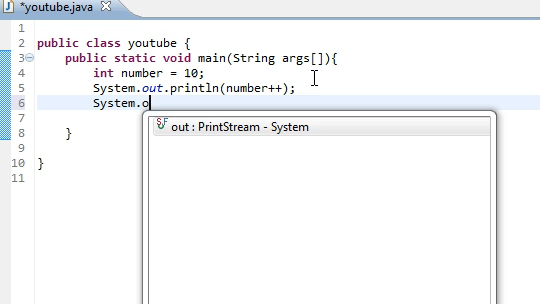 *youtube.java
1
2 public class youtube {
3 public static void main(String args[]){
4 int number = 10;
5 System.out.println(number++);
6 System.o
7
8 }
9
10 }
11
out : PrintStream - System